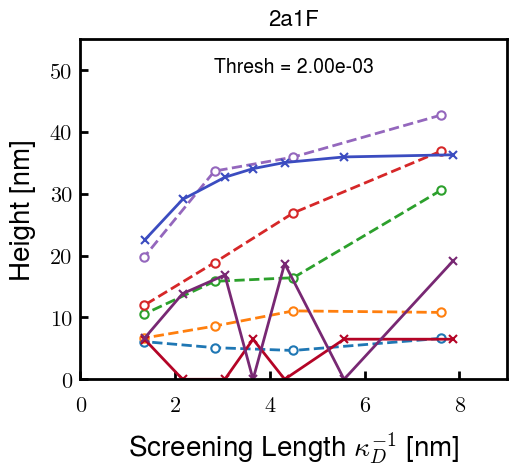 2a1F
Thresh = 2.00e-03
50
40
30
20
10
0
Height [nm]
0 2 4 6 8
Screening Length κ_D^{-1} [nm]